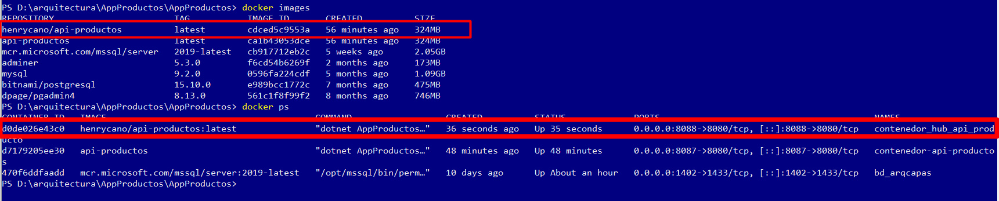 PS D:\arquitectura\AppProductos\AppProductos> docker images
REPOSITORY TAG IMAGE ID CREATED SIZE
henrycano/api-productos latest cdced5c9553a 56 minutes ago 324MB
api-productos latest ca1b43053dce 56 minutes ago 324MB
mcr.microsoft.com/mssql/server 2019-latest cb917712eb2c 5 weeks ago 2.05GB
adminer 5.3.0 f6cd54b6269f 2 months ago 173MB
mysql 9.2.0 0596fa224cdf 5 months ago 1.09GB
bitnami/postgresql 15.10.0 e989bcc1772c 7 months ago 475MB
dpage/pgadmin4 8.13.0 561c1f8f99f2 8 months ago 746MB
PS D:\arquitectura\AppProductos\AppProductos> docker ps
CONTAINER ID IMAGE COMMAND CREATED STATUS PORTS NAMES
d0de026e43c0 henrycano/api-productos:latest "dotnet AppProductos…" 36 seconds ago Up 35 seconds 0.0.0.0:8088->8080/tcp, [::]:8088->8080/tcp contenedor_hub_api_prod
ucto
d7179205ee30 api-productos "dotnet AppProductos…" 48 minutes ago Up 48 minutes 0.0.0.0:8087->8080/tcp, [::]:8087->8080/tcp contenedor-api-producto
s
470f6ddfaadd mcr.microsoft.com/mssql/server:2019-latest "/opt/mssql/bin/perm…" 10 days ago Up About an hour 0.0.0.0:1402->1433/tcp, [::]:1402->1433/tcp bd_arqcapas
PS D:\arquitectura\AppProductos\AppProductos>